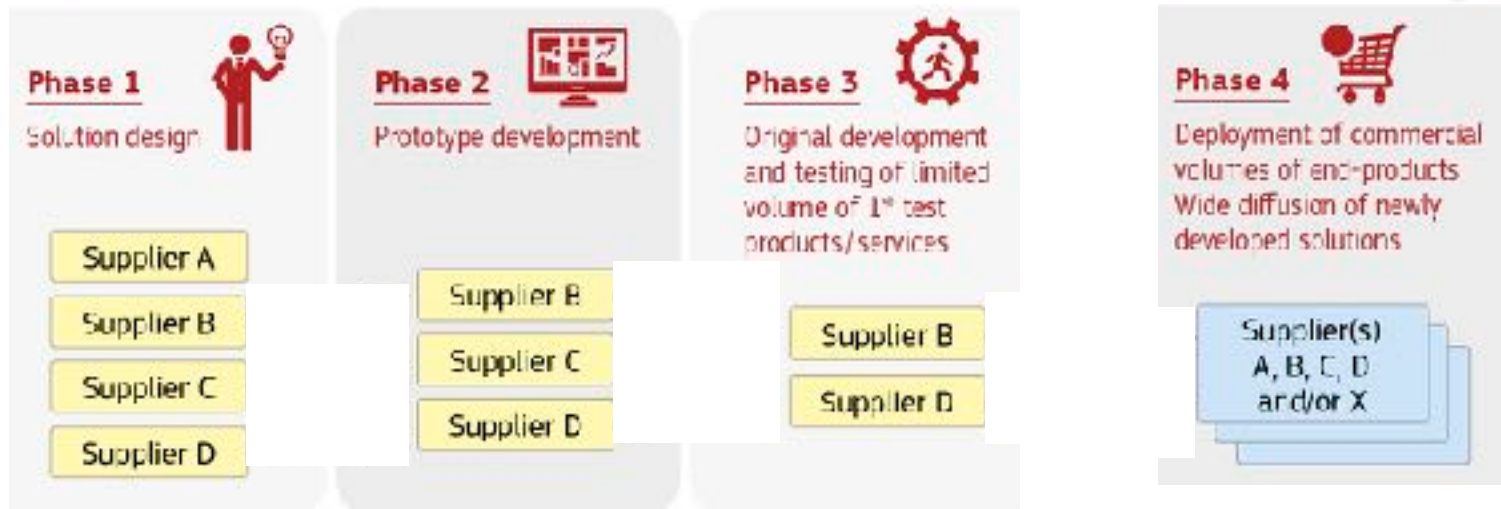 Phase 1
Solution design
Supplier A
Supplier B
Supplier C
Supplier D
Phase 2
Prototype development
Supplier B
Supplier C
Supplier D
Phase 3
Original development
and testing of limited
volume of 1st test
products/services
Supplier B
Supplier D
Phase 4
Deployment of commercial
volumes of end-products
Wide diffusion of newly
developed solutions
Supplier(s)
A, B, C, D
and/or X